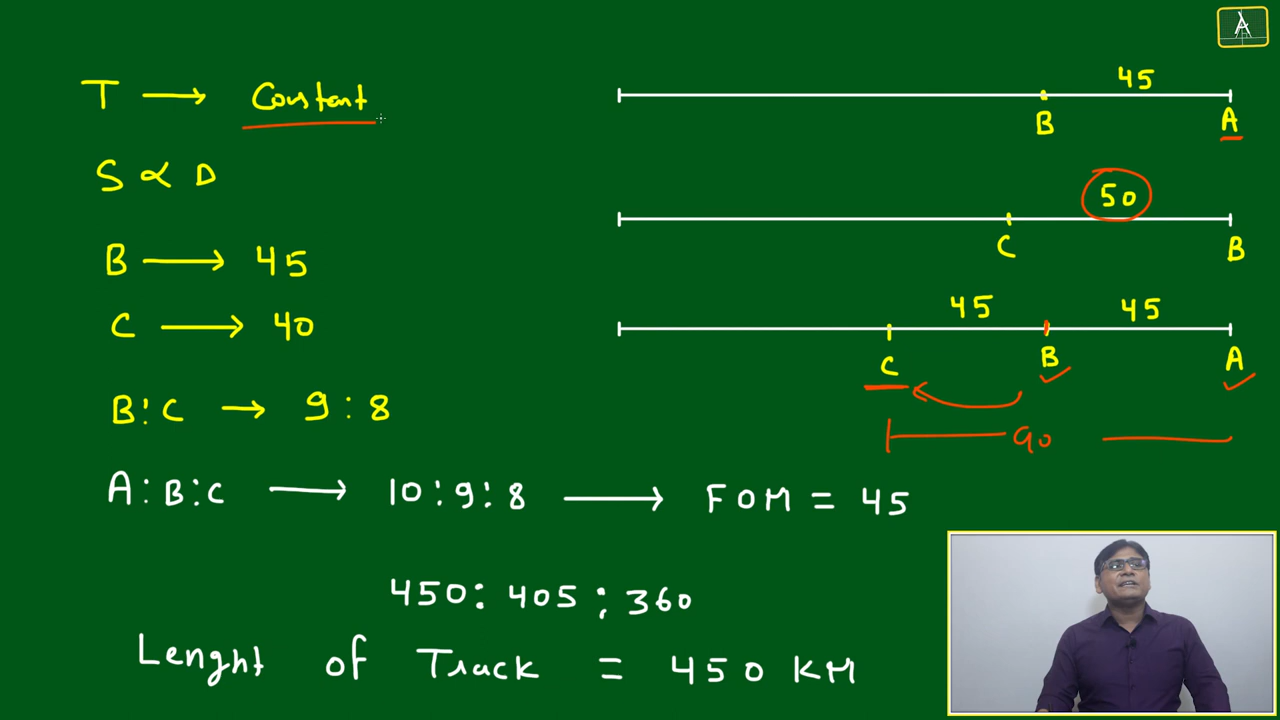 A
T → Constant
S ∝ D
B → 45
C → 40
B:C → 9:8
A:B:C → 10:9:8 → FOM = 45
450:405:360
Lenght of Track = 450 KM
45
B A
50
C B
45 45
C B A
90